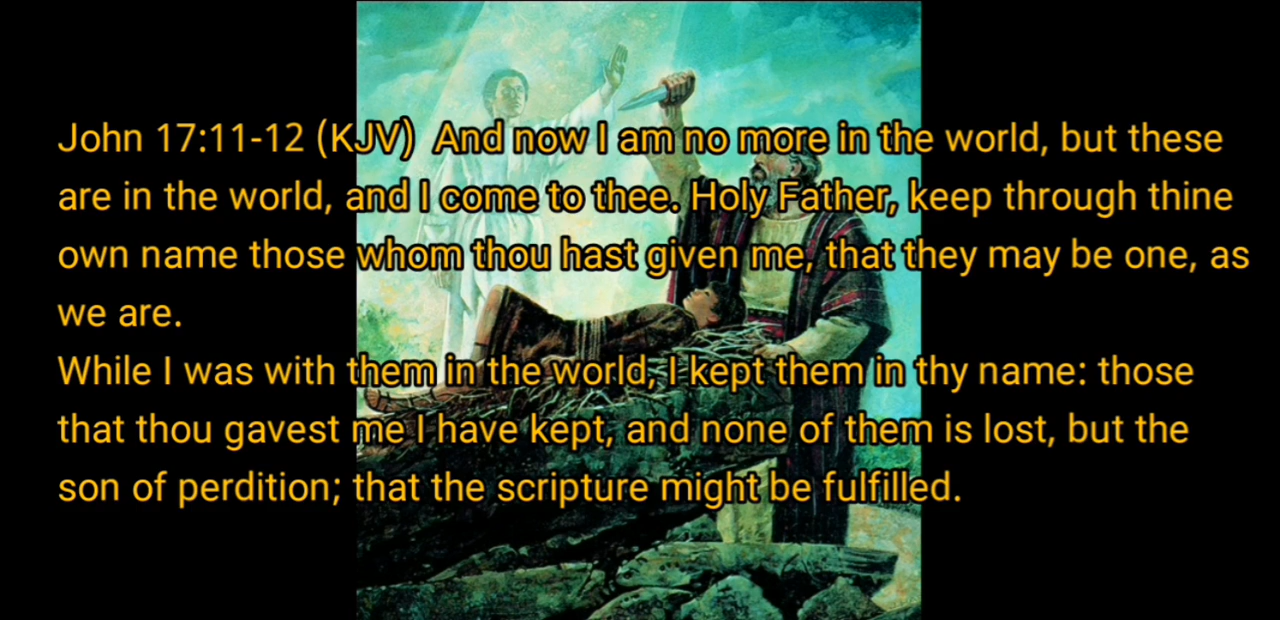 John 17:11-12 (KJV)  And now I am no more in the world, but these
are in the world, and I come to thee. Holy Father, keep through thine
own name those whom thou hast given me, that they may be one, as
we are.
While I was with them in the world, I kept them in thy name: those
that thou gavest me I have kept, and none of them is lost, but the
son of perdition; that the scripture might be fulfilled.